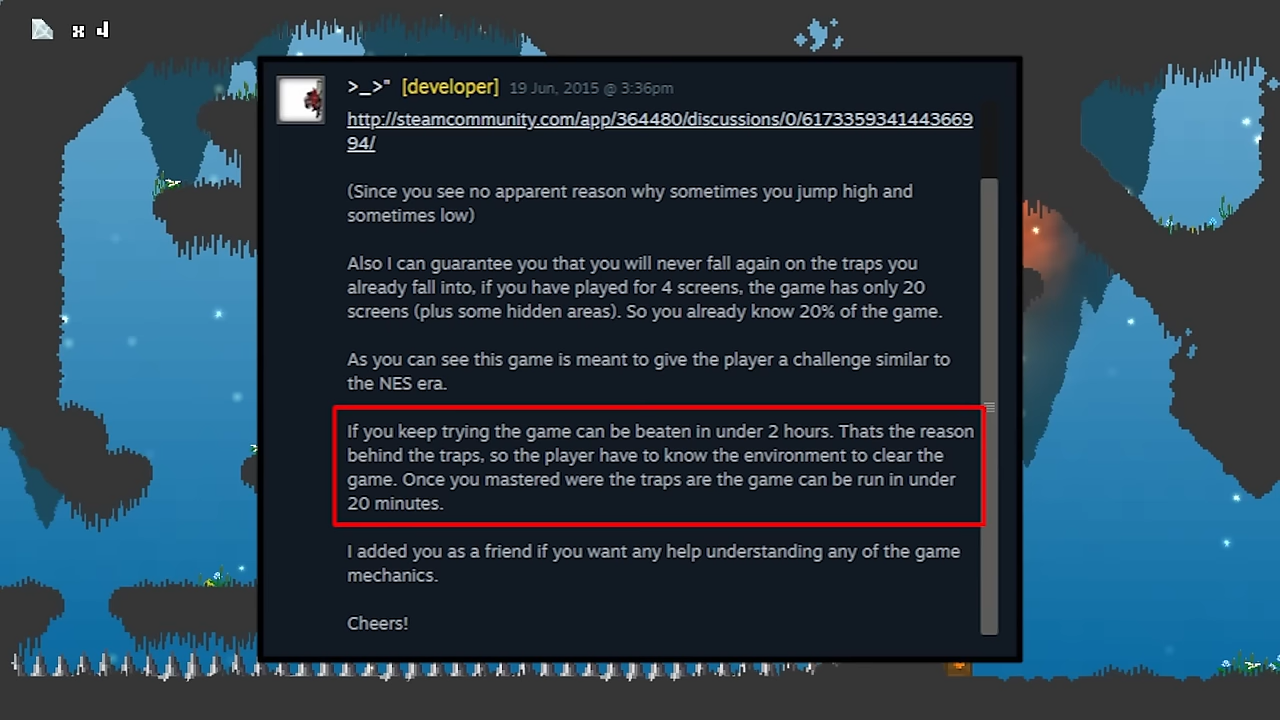 x 4
>_>" [developer] 19 Jun, 2015 @ 3:36pm
http://steamcommunity.com/app/364480/discussions/0/6173359341443669
94/
(Since you see no apparent reason why sometimes you jump high and
sometimes low)
Also I can guarantee you that you will never fall again on the traps you
already fall into, if you have played for 4 screens, the game has only 20
screens (plus some hidden areas). So you already know 20% of the game.
As you can see this game is meant to give the player a challenge similar to
the NES era.
If you keep trying the game can be beaten in under 2 hours. Thats the reason
behind the traps, so the player have to know the environment to clear the
game. Once you mastered were the traps are the game can be run in under
20 minutes.
I added you as a friend if you want any help understanding any of the game
mechanics.
Cheers!